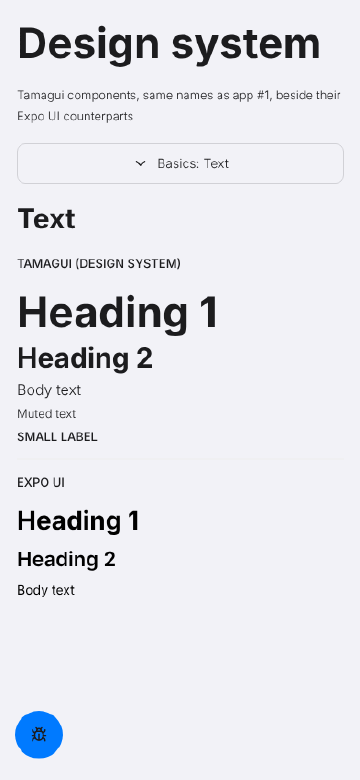 Design system
Tamagui components, same names as app #1, beside their
Expo UI counterparts
Basics: Text
Text
TAMAGUI (DESIGN SYSTEM)
Heading 1
Heading 2
Body text
Muted text
SMALL LABEL
EXPO UI
Heading 1
Heading 2
Body text